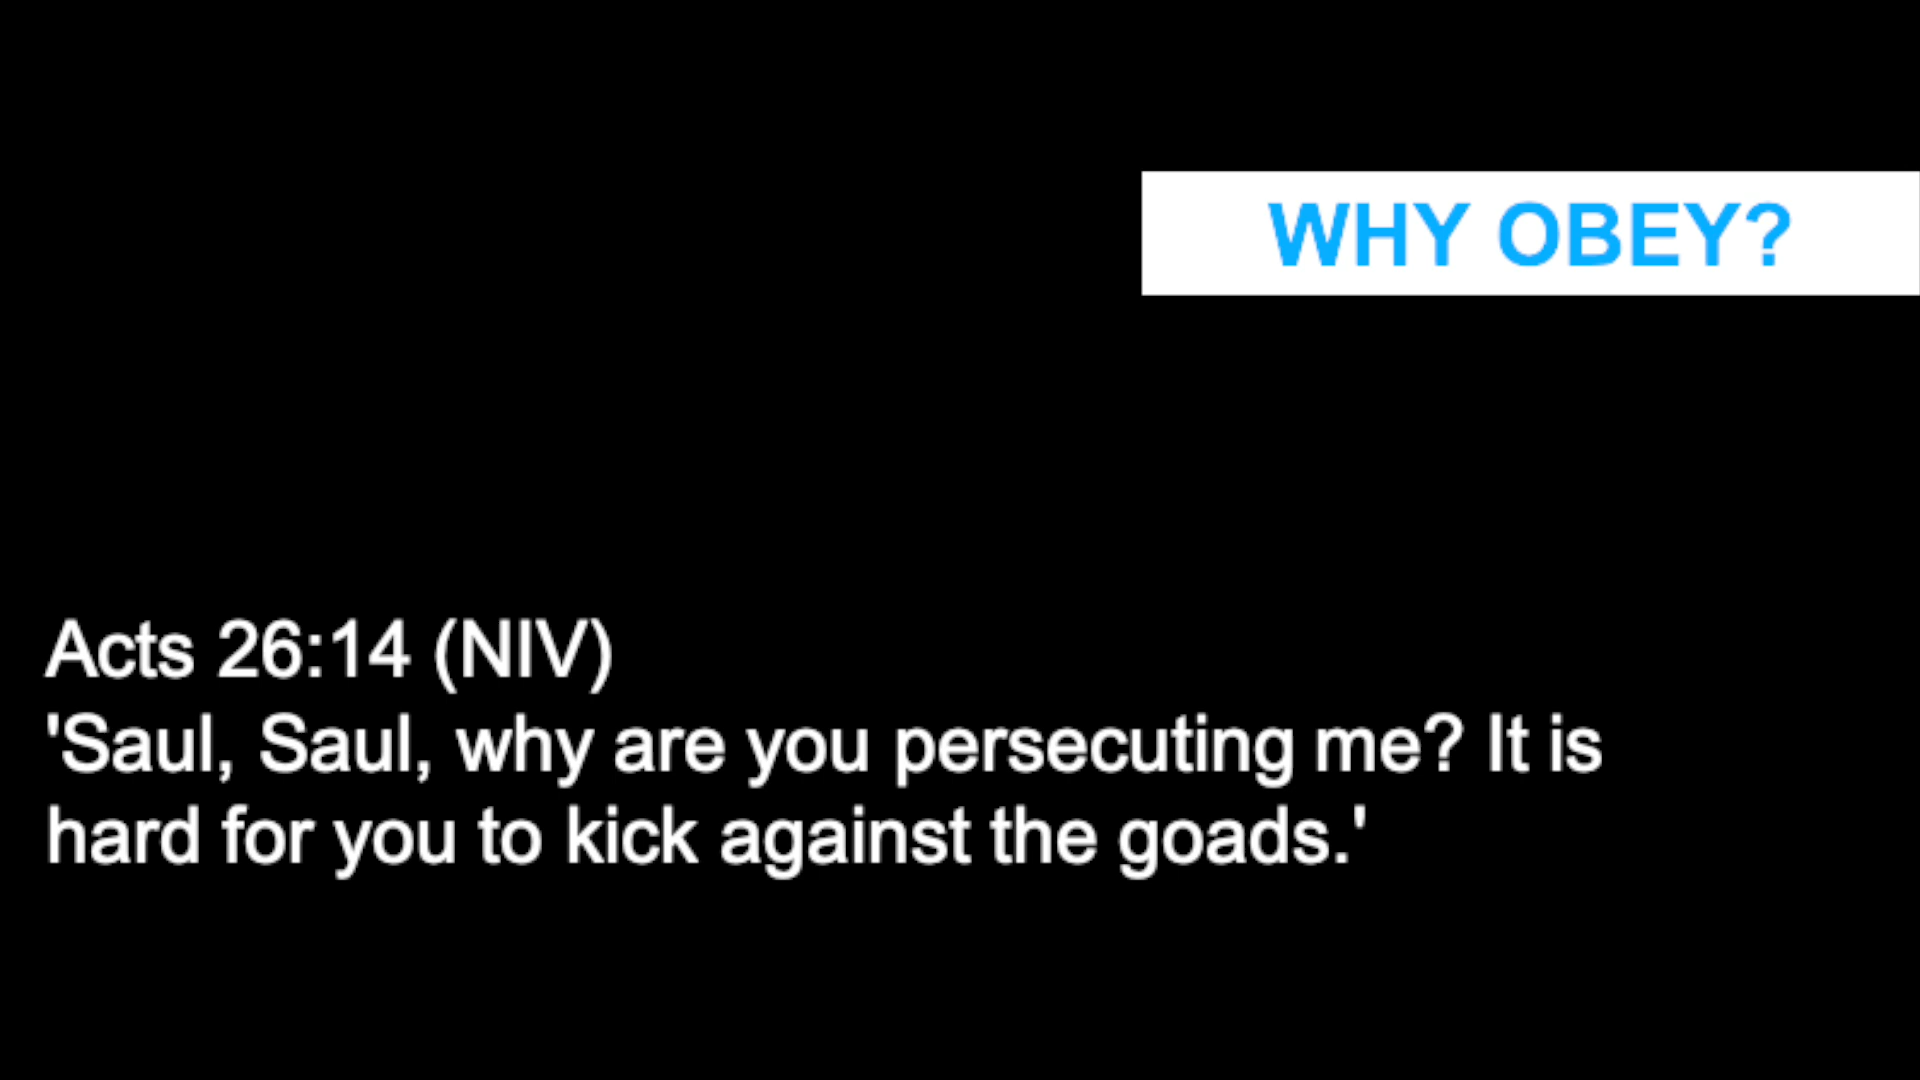 WHY OBEY?
Acts 26:14 (NIV)
'Saul, Saul, why are you persecuting me? It is
hard for you to kick against the goads.'